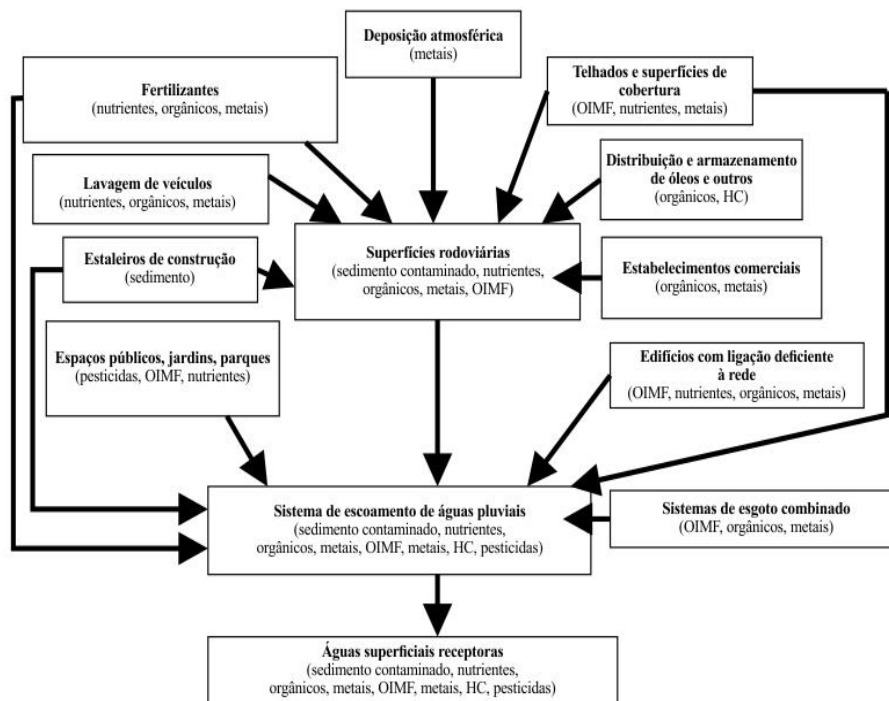 Deposição atmosférica
(metais)
Fertilizantes
(nutrientes, orgânicos, metais)
Telhados e superfícies de
cobertura
(OIMF, nutrientes, metais)
Lavagem de veículos
(nutrientes, orgânicos, metais)
Distribuição e armazenamento
de óleos e outros
(orgânicos, HC)
Estaleiros de construção
(sedimento)
Superfícies rodoviárias
(sedimento contaminado, nutrientes,
orgânicos, metais, OIMF)
Estabelecimentos comerciais
(orgânicos, metais)
Espaços públicos, jardins, parques
(pesticidas, OIMF, nutrientes)
Edifícios com ligação deficiente
à rede
(OIMF, nutrientes, orgânicos, metais)
Sistema de escoamento de águas pluviais
(sedimento contaminado, nutrientes,
orgânicos, metais, OIMF, metais, HC, pesticidas)
Sistemas de esgoto combinado
(OIMF, orgânicos, metais)
Águas superficiais receptoras
(sedimento contaminado, nutrientes,
orgânicos, metais, OIMF, metais, HC, pesticidas)